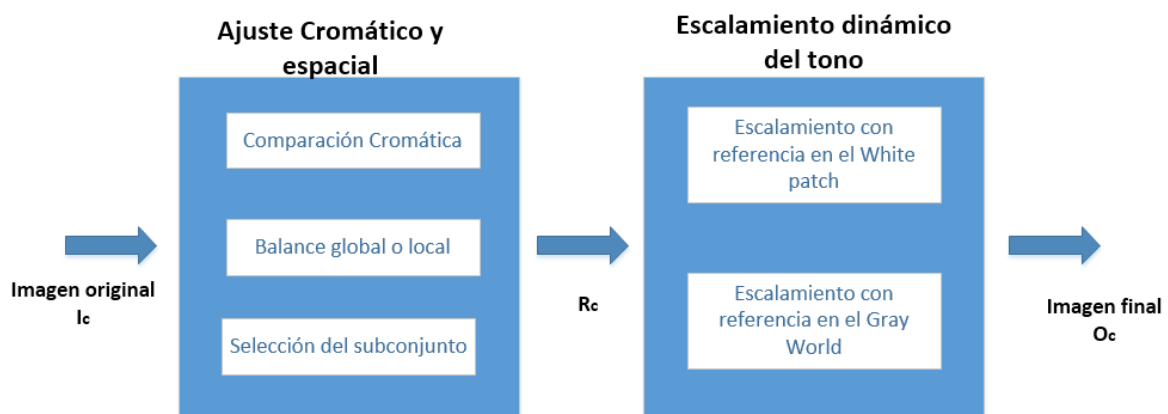 Ajuste Cromático y
espacial
Comparación Cromática
Balance global o local
Selección del subconjunto
Imagen original
Ic
Rc
Escalamiento dinámico
del tono
Escalamiento con
referencia en el White
patch
Escalamiento con
referencia en el Gray
World
Imagen final
Oc